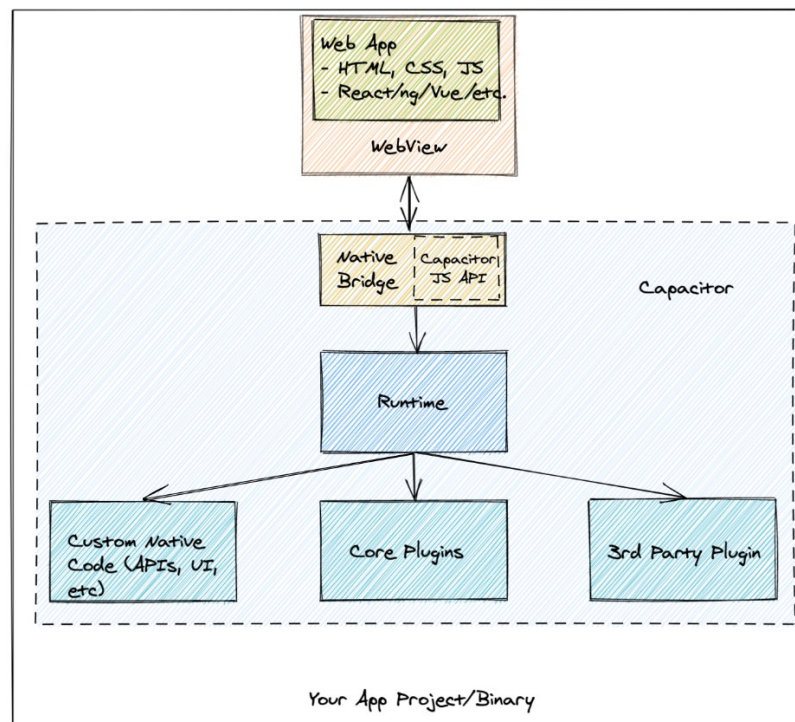 Web App
- HTML, CSS, JS
- React/ng/Vue/etc.
WebView
Native
Bridge
Capacitor
JS API
Capacitor
Runtime
Custom Native
Code (APIs, UI,
etc)
Core Plugins
3rd Party Plugin
Your App Project/Binary